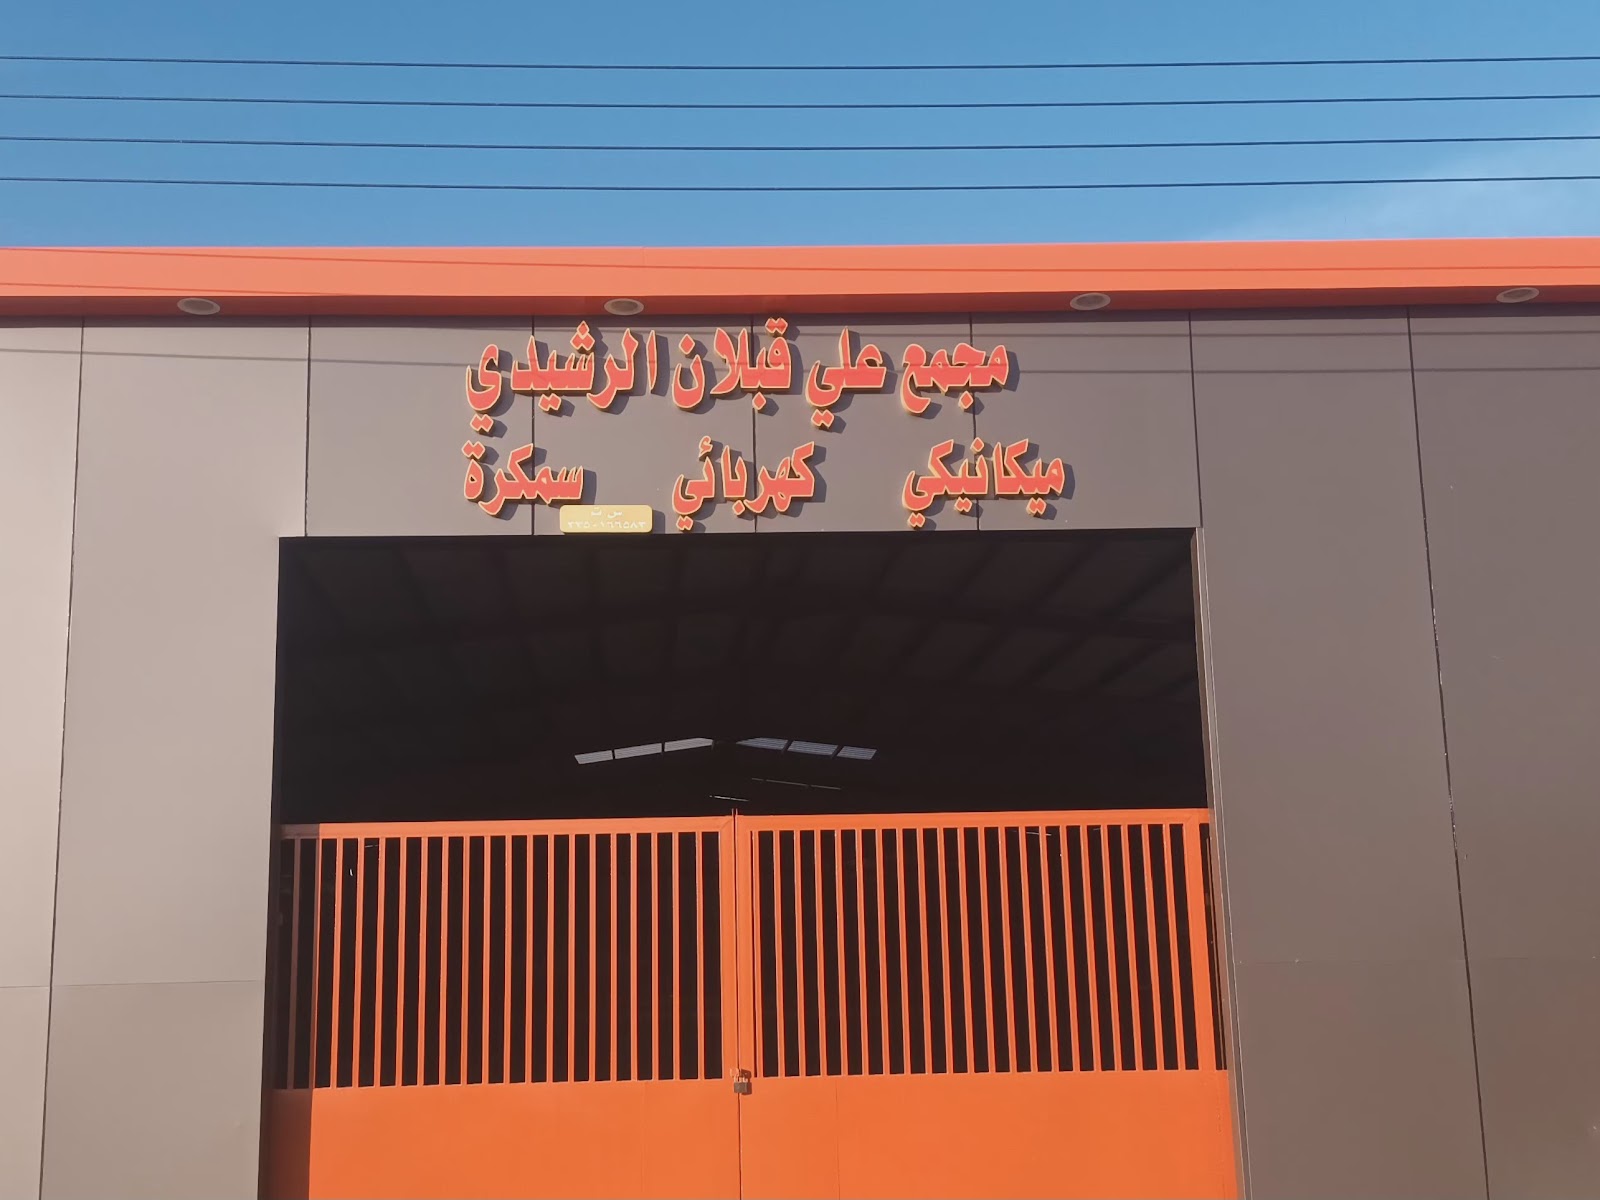 مجمع علي قبلان الرشيدي
ميكانيكي كهربائي سمكرة
س ت